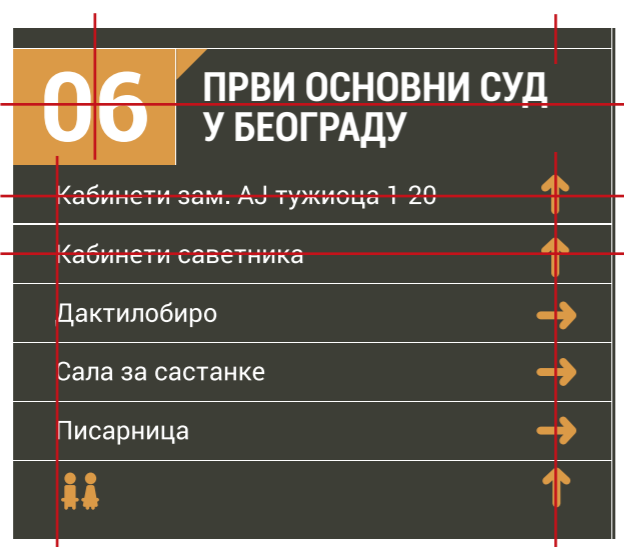 06
ПРВИ ОСНОВНИ СУД
У БЕОГРАДУ
Кабинети зам. АЈ тужиоца 1-20
Кабинети саветника
Дактилобиро
Сала за састанке
Писарница